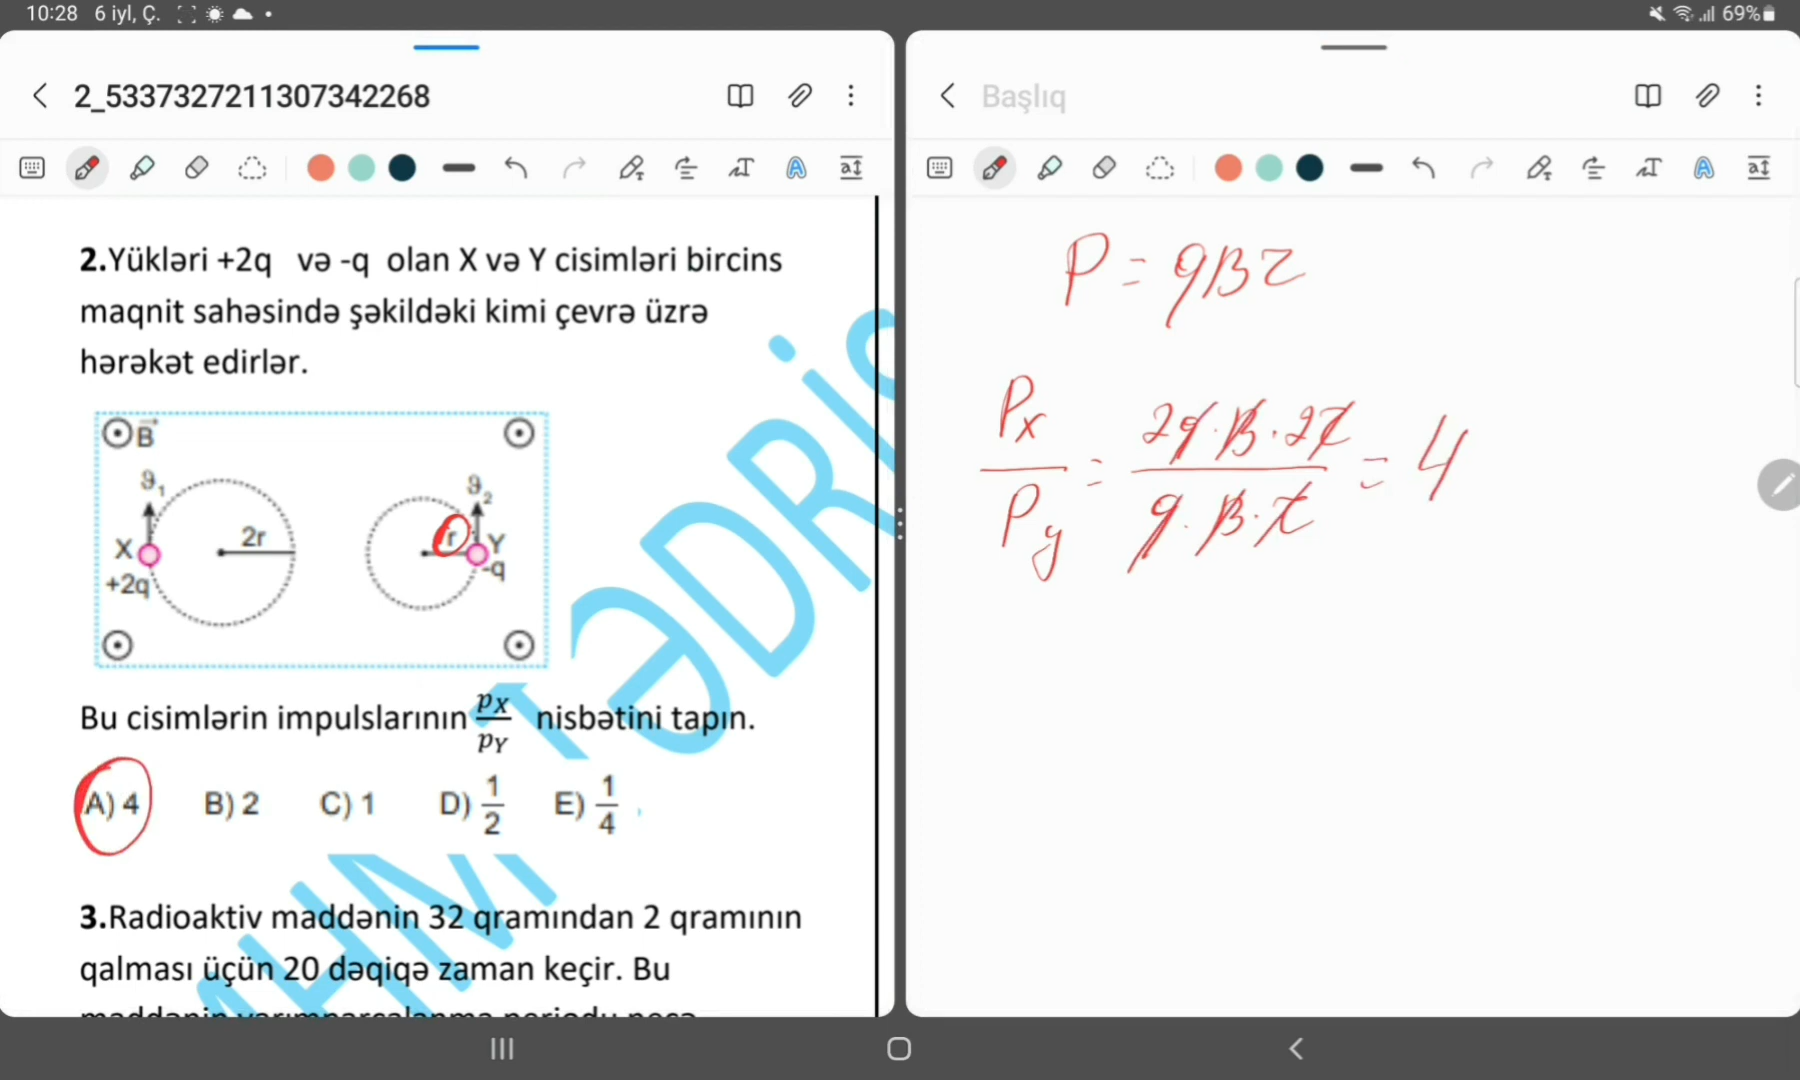 10:28 6 iyl, Ç.
69%
2_5337327211307342268
Başlıq
2.Yükləri +2q və -q olan X və Y cisimləri bircins
maqnit sahəsində şəkildəki kimi çevrə üzrə
hərəkət edirlər.
B
ϑ1
ϑ2
2r
r
X
Y
+2q
-q
Bu cisimlərin impulslarının pX/pY nisbətini tapın.
A) 4 B) 2 C) 1 D) 1/2 E) 1/4
3.Radioaktiv maddənin 32 qramından 2 qramının
qalması üçün 20 dəqiqə zaman keçir. Bu
P = qBr
Px/Py = 2q·B·2r/q·B·r = 4